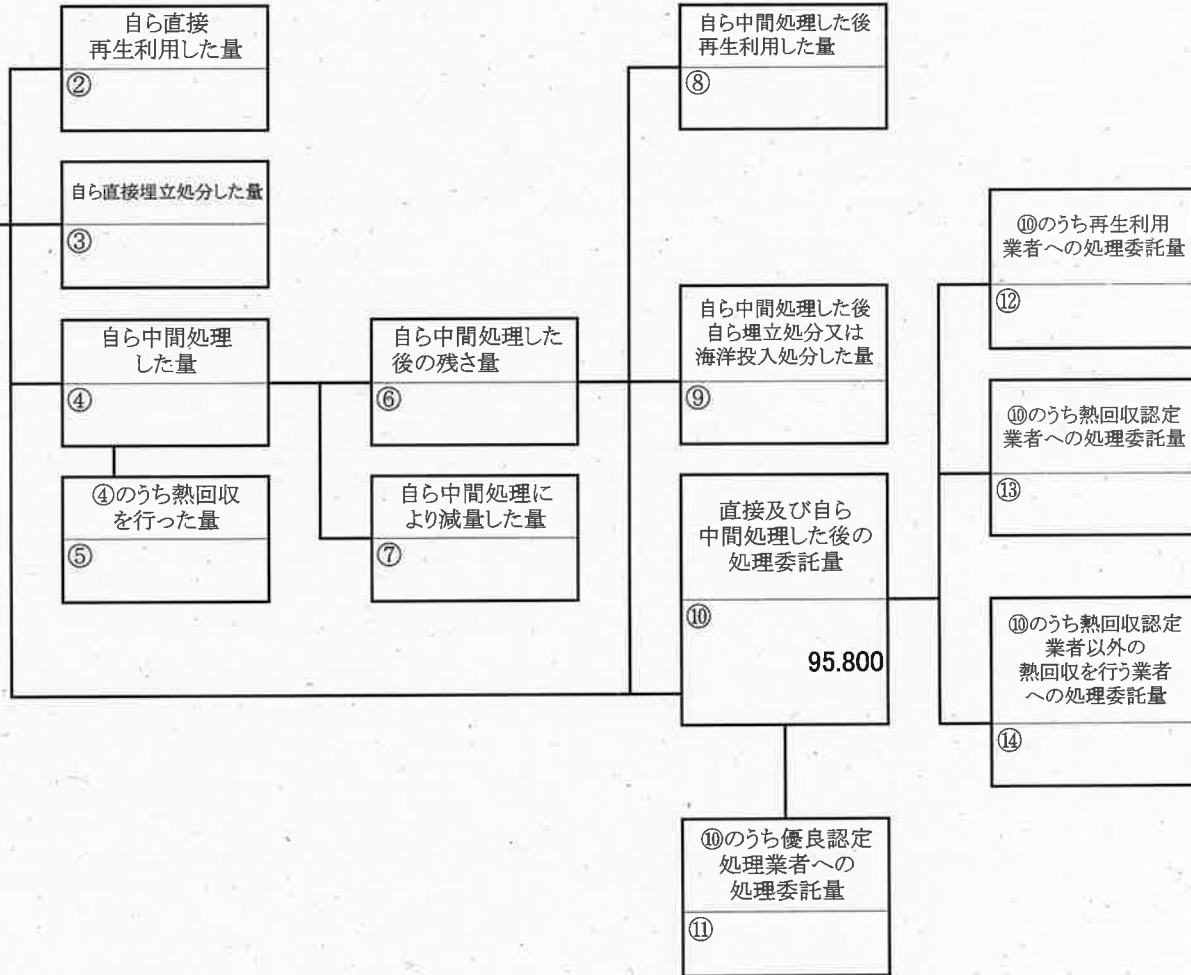 自ら直接
再生利用した量
②
自ら直接埋立処分した量
③
自ら中間処理
した量
④
④のうち熱回収
を行った量
⑤
自ら中間処理した
後の残さ量
⑥
自ら中間処理に
より減量した量
⑦
自ら中間処理した後
再生利用した量
⑧
自ら中間処理した後
自ら埋立処分又は
海洋投入処分した量
⑨
直接及び自ら
中間処理した後の
処理委託量
⑩
95.800
⑩のうち優良認定
処理業者への
処理委託量
⑪
⑩のうち再生利用
業者への処理委託量
⑫
⑩のうち熱回収認定
業者への処理委託量
⑬
⑩のうち熱回収認定
業者以外の
熱回収を行う業者
への処理委託量
⑭